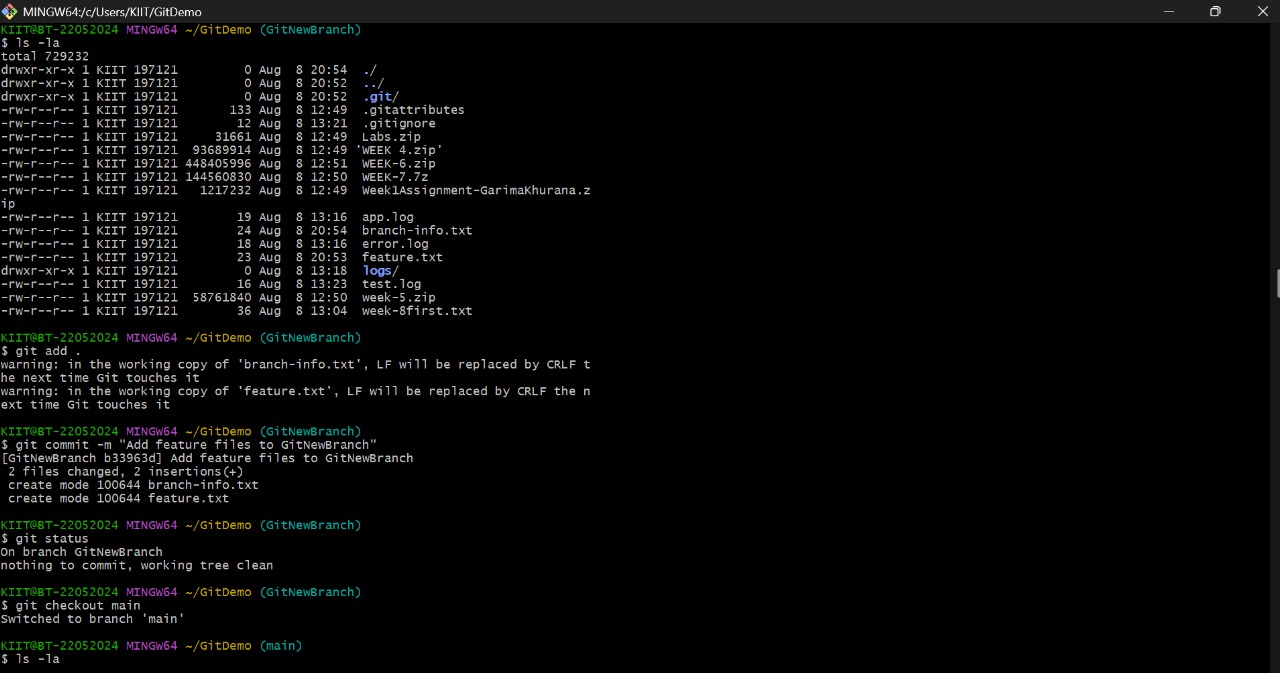 MINGW64:/c/Users/KIIT/GitDemo
KIIT@BT-22052024 MINGW64 ~/GitDemo (GitNewBranch)
$ ls -la
total 729232
drwxr-xr-x 1 KIIT 197121         0 Aug  8 20:54  ./
drwxr-xr-x 1 KIIT 197121         0 Aug  8 20:52  ../
drwxr-xr-x 1 KIIT 197121         0 Aug  8 20:52  .git/
-rw-r--r-- 1 KIIT 197121       133 Aug  8 12:49  .gitattributes
-rw-r--r-- 1 KIIT 197121        12 Aug  8 13:21  .gitignore
-rw-r--r-- 1 KIIT 197121     31661 Aug  8 12:49  Labs.zip
-rw-r--r-- 1 KIIT 197121  93689914 Aug  8 12:49 'WEEK 4.zip'
-rw-r--r-- 1 KIIT 197121 448405996 Aug  8 12:51  WEEK-6.zip
-rw-r--r-- 1 KIIT 197121 144560830 Aug  8 12:50  WEEK-7.7z
-rw-r--r-- 1 KIIT 197121   1217232 Aug  8 12:49  Week1Assignment-GarimaKhurana.z
ip
-rw-r--r-- 1 KIIT 197121        19 Aug  8 13:16  app.log
-rw-r--r-- 1 KIIT 197121        24 Aug  8 20:54  branch-info.txt
-rw-r--r-- 1 KIIT 197121        18 Aug  8 13:16  error.log
-rw-r--r-- 1 KIIT 197121        23 Aug  8 20:53  feature.txt
drwxr-xr-x 1 KIIT 197121         0 Aug  8 13:18  logs/
-rw-r--r-- 1 KIIT 197121        16 Aug  8 13:23  test.log
-rw-r--r-- 1 KIIT 197121  58761840 Aug  8 12:50  week-5.zip
-rw-r--r-- 1 KIIT 197121        36 Aug  8 13:04  week-8first.txt
KIIT@BT-22052024 MINGW64 ~/GitDemo (GitNewBranch)
$ git add .
warning: in the working copy of 'branch-info.txt', LF will be replaced by CRLF t
he next time Git touches it
warning: in the working copy of 'feature.txt', LF will be replaced by CRLF the n
ext time Git touches it
KIIT@BT-22052024 MINGW64 ~/GitDemo (GitNewBranch)
$ git commit -m "Add feature files to GitNewBranch"
[GitNewBranch b33963d] Add feature files to GitNewBranch
 2 files changed, 2 insertions(+)
 create mode 100644 branch-info.txt
 create mode 100644 feature.txt
KIIT@BT-22052024 MINGW64 ~/GitDemo (GitNewBranch)
$ git status
On branch GitNewBranch
nothing to commit, working tree clean
KIIT@BT-22052024 MINGW64 ~/GitDemo (GitNewBranch)
$ git checkout main
Switched to branch 'main'
KIIT@BT-22052024 MINGW64 ~/GitDemo (main)
$ ls -la